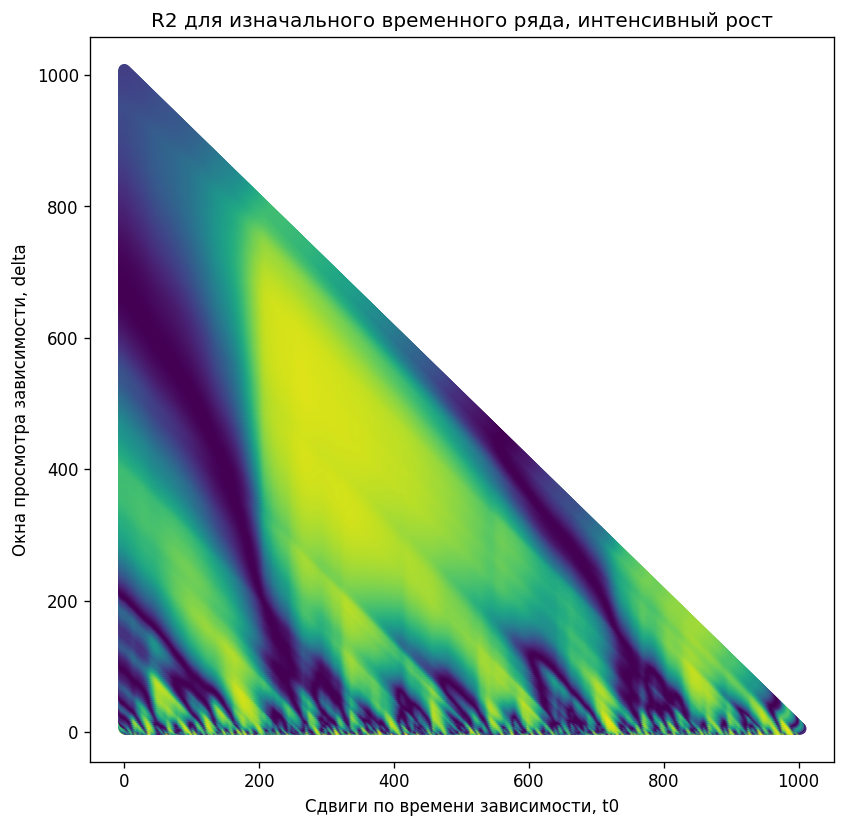 R2 для изначального временного ряда, интенсивный рост
1000
800
600
400
200
0
Окна просмотра зависимости, delta
0 200 400 600 800 1000
Сдвиги по времени зависимости, t0